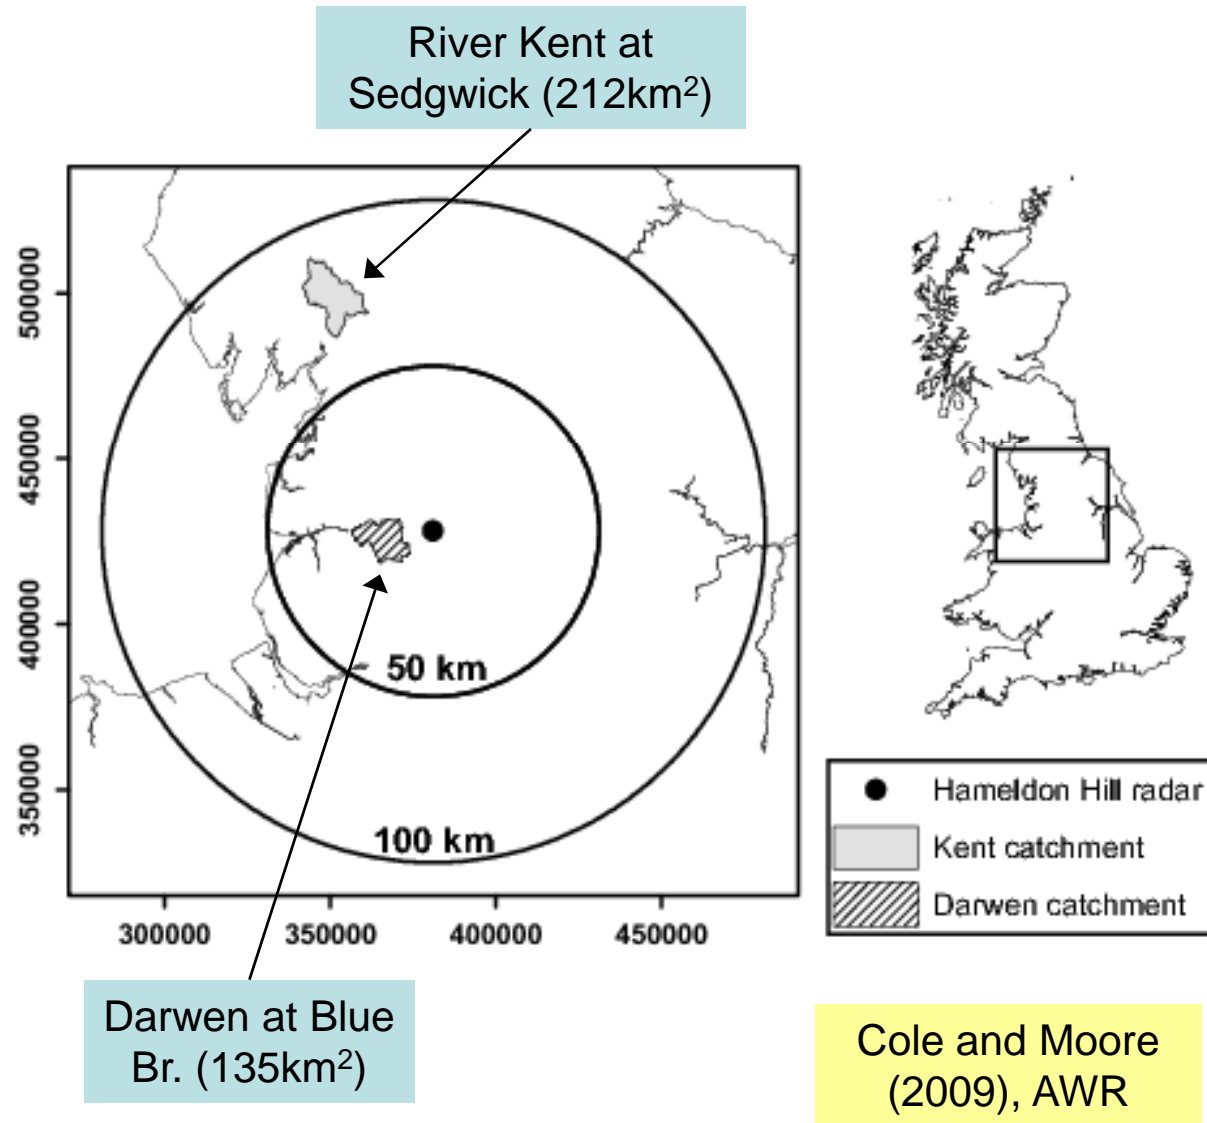 River Kent at
Sedgwick (212km²)
500000
450000
400000
350000
50 km
100 km
300000 350000 400000 450000
Hameldon Hill radar
Kent catchment
Darwen catchment
Darwen at Blue
Br. (135km²)
Cole and Moore
(2009), AWR